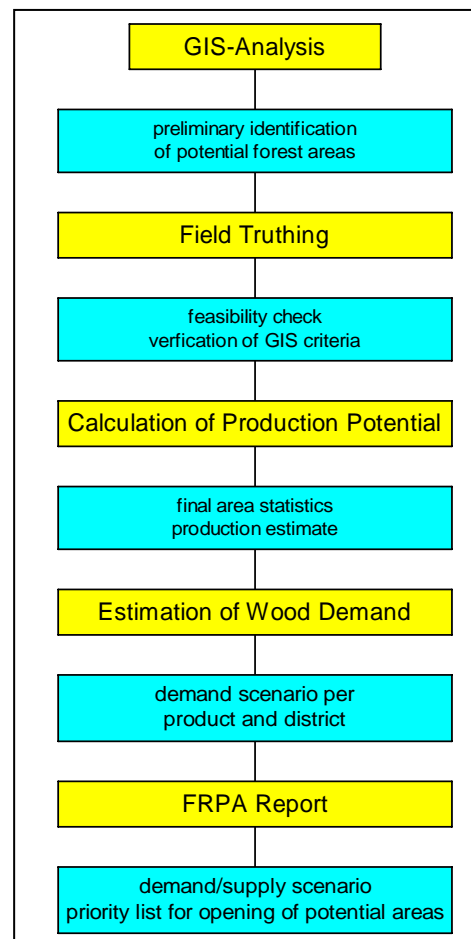 GIS-Analysis
preliminary identification
of potential forest areas
Field Truthing
feasibility check
verfication of GIS criteria
Calculation of Production Potential
final area statistics
production estimate
Estimation of Wood Demand
demand scenario per
product and district
FRPA Report
demand/supply scenario
priority list for opening of potential areas